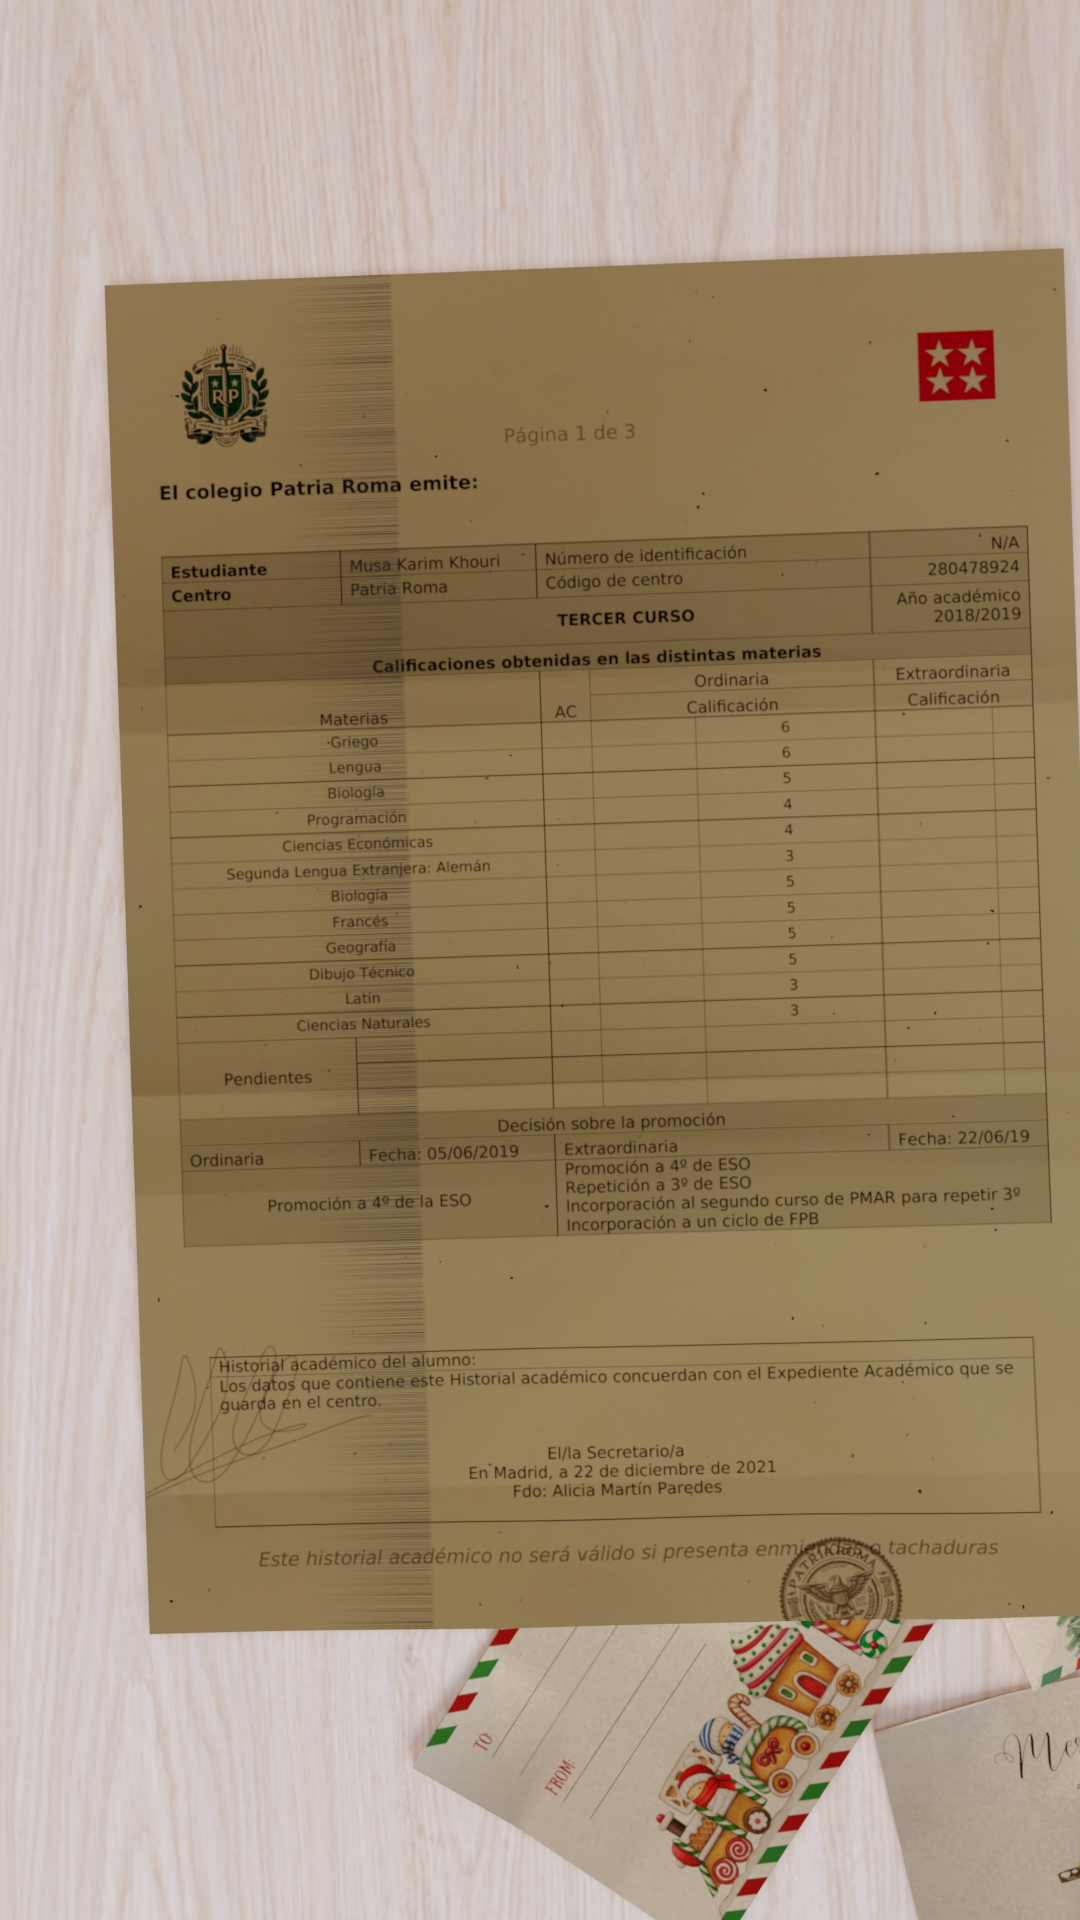 RP
Página 1 de 3
El colegio Patria Roma emite:
Estudiante Musa Karim Khouri Número de identificación N/A
Centro Patria Roma Código de centro 280478924
TERCER CURSO Año académico 2018/2019
Calificaciones obtenidas en las distintas materias
Materias AC Ordinaria Extraordinaria
Calificación Calificación
Griego 6
Lengua 6
Biología 5
Programación 4
Ciencias Económicas 4
Segunda Lengua Extranjera: Alemán 3
Biología 5
Francés 5
Geografía 5
Dibujo Técnico 5
Latín 3
Ciencias Naturales 3
Pendientes
Decisión sobre la promoción
Ordinaria Fecha: 05/06/2019 Extraordinaria Fecha: 22/06/19
Promoción a 4º de la ESO
Promoción a 4º de ESO
Repetición a 3º de ESO
Incorporación al segundo curso de PMAR para repetir 3º
Incorporación a un ciclo de FPB
Historial académico del alumno:
Los datos que contiene este Historial académico concuerdan con el Expediente Académico que se
guarda en el centro.
El/la Secretario/a
En Madrid, a 22 de diciembre de 2021
Fdo: Alicia Martín Paredes
Este historial académico no será válido si presenta enmiendas o tachaduras
PATRIKROMA
TO:
FROM: